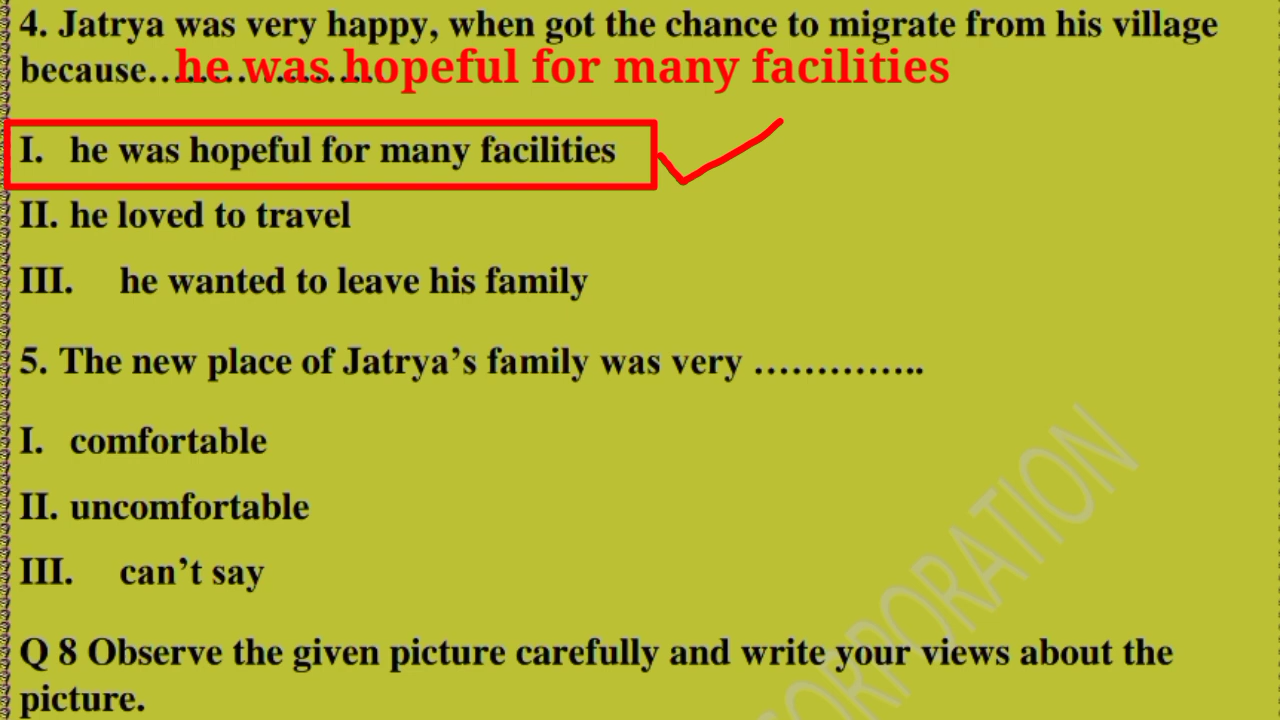 4. Jatrya was very happy, when got the chance to migrate from his village
because………………he was hopeful for many facilities
I. he was hopeful for many facilities
II. he loved to travel
III. he wanted to leave his family
5. The new place of Jatrya’s family was very …………..
I. comfortable
II. uncomfortable
III. can’t say
Q 8 Observe the given picture carefully and write your views about the
picture.
CORPORATION